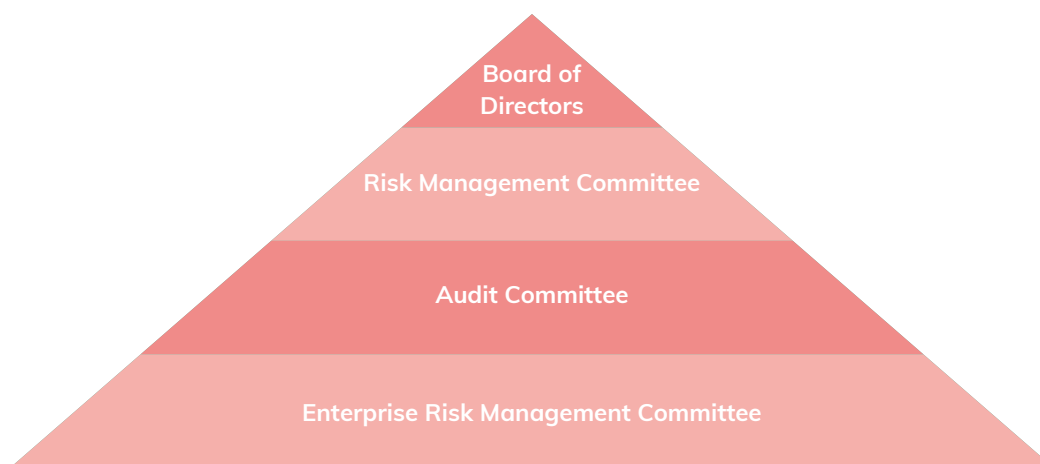 Board of
Directors
Risk Management Committee
Audit Committee
Enterprise Risk Management Committee